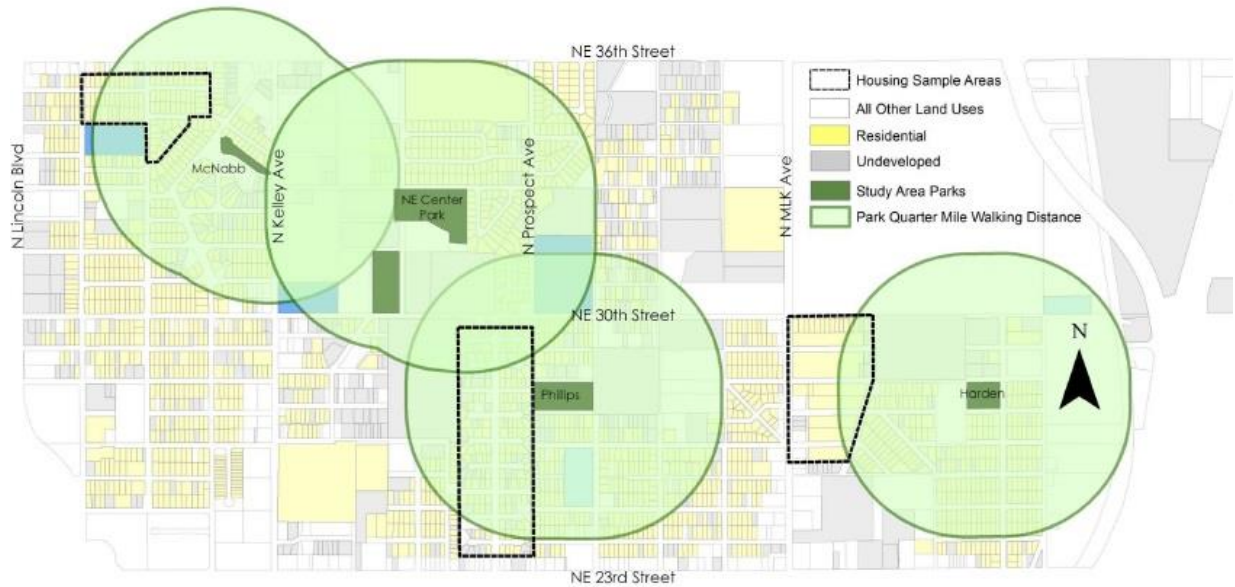 NE 36th Street
Housing Sample Areas
All Other Land Uses
Residential
Undeveloped
Study Area Parks
Park Quarter Mile Walking Distance
N Lincoln Blvd
McNabb
N Kelley Ave
NE Center
Park
N Prospect Ave
N MLK Ave
NE 30th Street
N
Phillips
Harden
NE 23rd Street